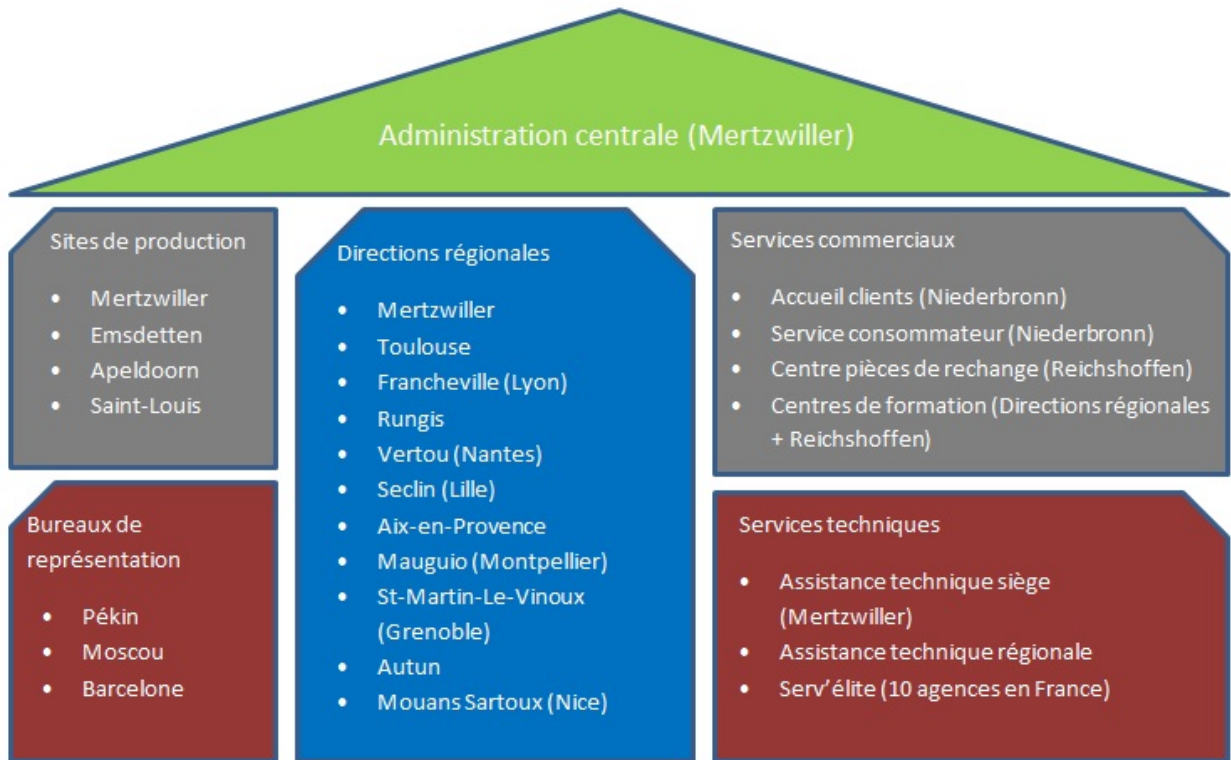 Administration centrale (Mertzwiller)
Sites de production
• Mertzwiller
• Emsdetten
• Apeldoorn
• Saint-Louis
Bureaux de
représentation
• Pékin
• Moscou
• Barcelone
Directions régionales
• Mertzwiller
• Toulouse
• Francheville (Lyon)
• Rungis
• Vertou (Nantes)
• Seclin (Lille)
• Aix-en-Provence
• Mauguio (Montpellier)
• St-Martin-Le-Vinoux
(Grenoble)
• Autun
• Mouans Sartoux (Nice)
Services commerciaux
• Accueil clients (Niederbronn)
• Service consommateur (Niederbronn)
• Centre pièces de rechange (Reichshoffen)
• Centres de formation (Directions régionales
+ Reichshoffen)
Services techniques
• Assistance technique siège
(Mertzwiller)
• Assistance technique régionale
• Serv’élite (10 agences en France)